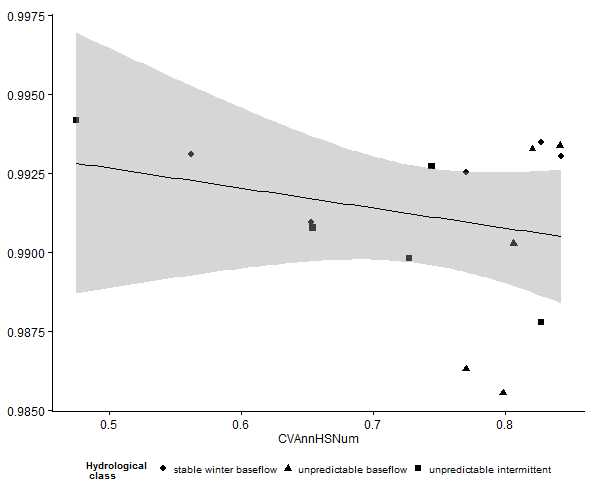 0.9975
0.9950
0.9925
0.9900
0.9875
0.9850
0.5 0.6 0.7 0.8
CVAnnHSNum
Hydrological
class
stable winter baseflow unpredictable baseflow unpredictable intermittent